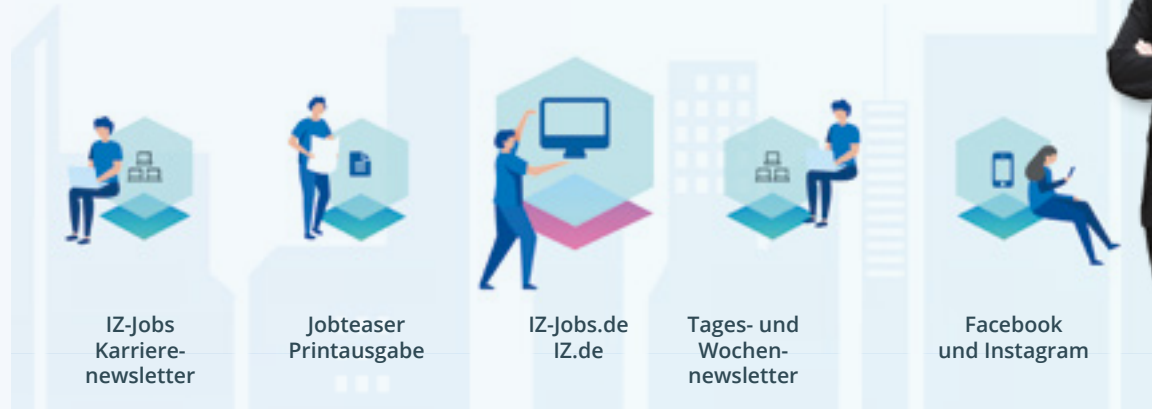 IZ-Jobs
Karriere-
newsletter
Jobteaser
Printausgabe
IZ-Jobs.de
IZ.de
Tages- und
Wochen-
newsletter
Facebook
und Instagram